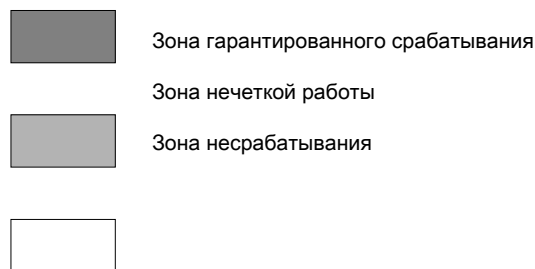 Зона гарантированного срабатывания
Зона нечеткой работы
Зона несрабатывания